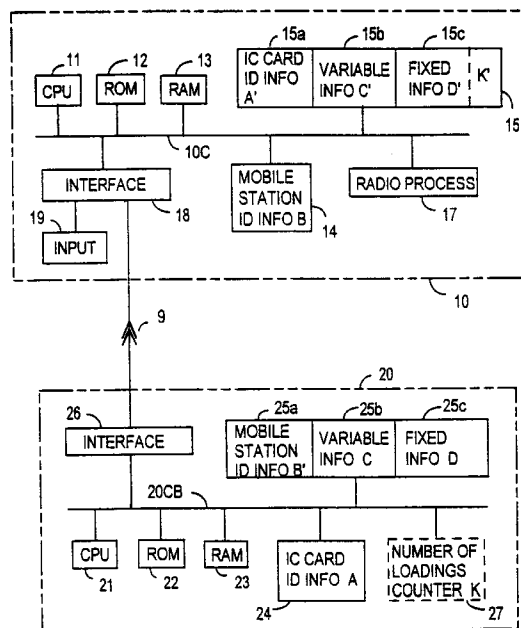 15a 15b 15c
11 12 13
CPU ROM RAM
IC CARD ID INFO A' VARIABLE INFO C' FIXED INFO D' K'
15
10C
INTERFACE
18
MOBILE STATION ID INFO B
14
RADIO PROCESS
17
19
INPUT
10
9
20
26
INTERFACE
25a 25b 25c
MOBILE STATION ID INFO B' VARIABLE INFO C FIXED INFO D
20CB
CPU ROM RAM
21 22 23
IC CARD ID INFO A
24
NUMBER OF LOADINGS COUNTER K
27